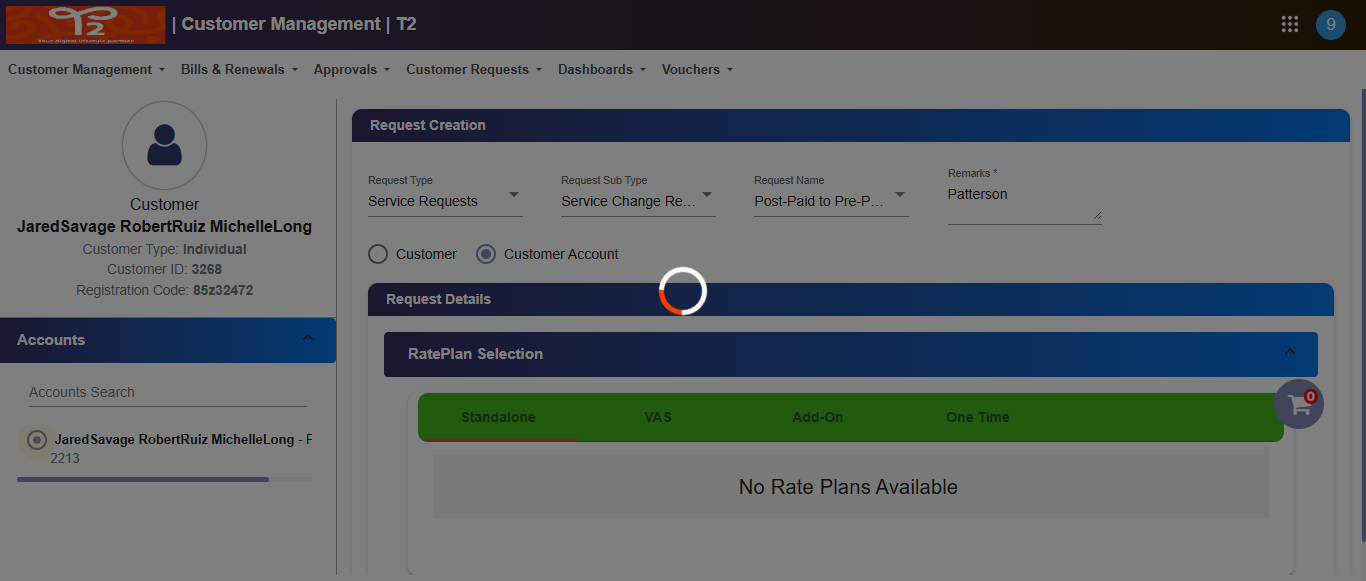 T2
Your digital lifestyle partner
| Customer Management | T2
9
Customer Management
Bills & Renewals
Approvals
Customer Requests
Dashboards
Vouchers
Customer
JaredSavage RobertRuiz MichelleLong
Customer Type: Individual
Customer ID: 3268
Registration Code: 85z32472
Accounts
Accounts Search
JaredSavage RobertRuiz MichelleLong - F
2213
Request Creation
Request Type
Service Requests
Request Sub Type
Service Change Re...
Request Name
Post-Paid to Pre-P...
Remarks *
Patterson
Customer
Customer Account
Request Details
RatePlan Selection
0
Standalone
VAS
Add-On
One Time
No Rate Plans Available